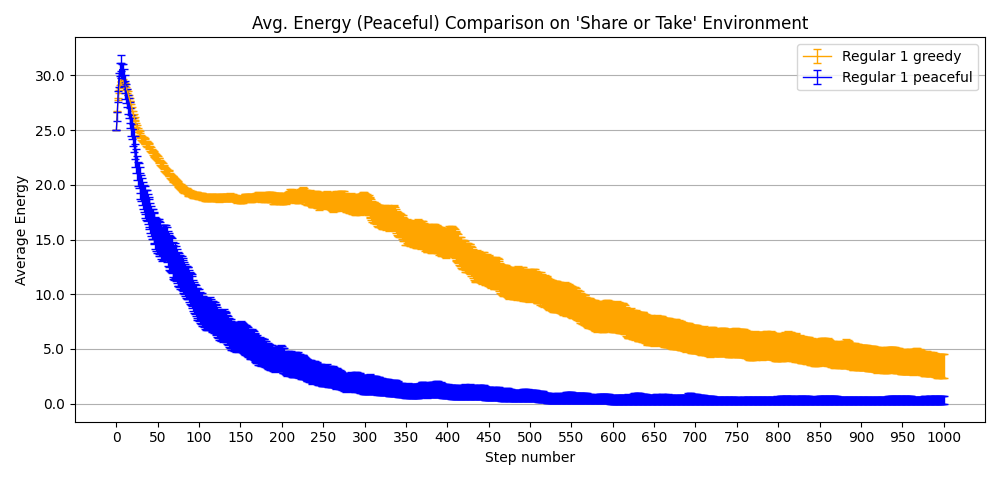 Avg. Energy (Peaceful) Comparison on 'Share or Take' Environment
Regular 1 greedy
Regular 1 peaceful
Average Energy
30.0
25.0
20.0
15.0
10.0
5.0
0.0
0 50 100 150 200 250 300 350 400 450 500 550 600 650 700 750 800 850 900 950 1000
Step number